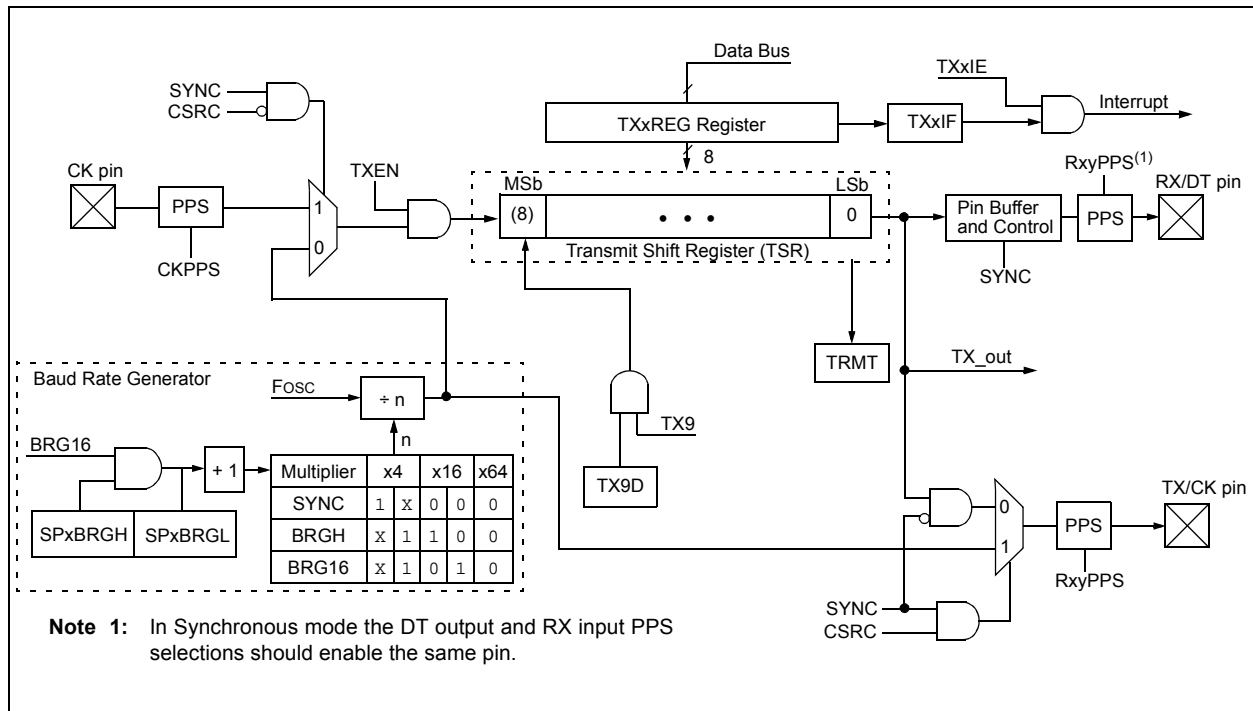 Data Bus
TXxIE
SYNC
CSRC
Interrupt
TXxREG Register
TXxIF
8
RxyPPS(1)
CK pin
TXEN
MSb
LSb
RX/DT pin
PPS
1
(8)
• • •
0
Pin Buffer
and Control
PPS
0
Transmit Shift Register (TSR)
CKPPS
SYNC
TRMT
TX_out
Baud Rate Generator
FOSC
÷ n
TX9
n
BRG16
+ 1
Multiplier x4 x16 x64
TX9D
SYNC 1 X 0 0 0
TX/CK pin
SPxBRGH SPxBRGL
BRGH X 1 1 0 0
0
PPS
BRG16 X 1 0 1 0
1
RxyPPS
SYNC
CSRC
Note 1: In Synchronous mode the DT output and RX input PPS
selections should enable the same pin.